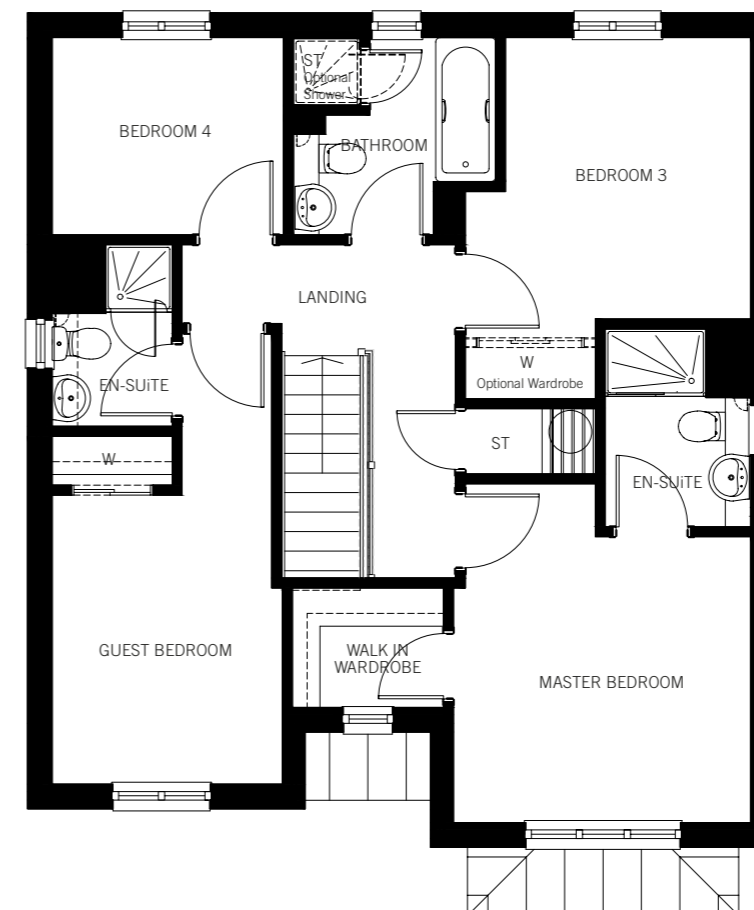 ST
Optional
Shower
BEDROOM 4
BATHROOM
BEDROOM 3
LANDING
W
Optional Wardrobe
EN-SUiTE
ST
W
EN-SUiTE
GUEST BEDROOM
WALK IN
WARDROBE
MASTER BEDROOM